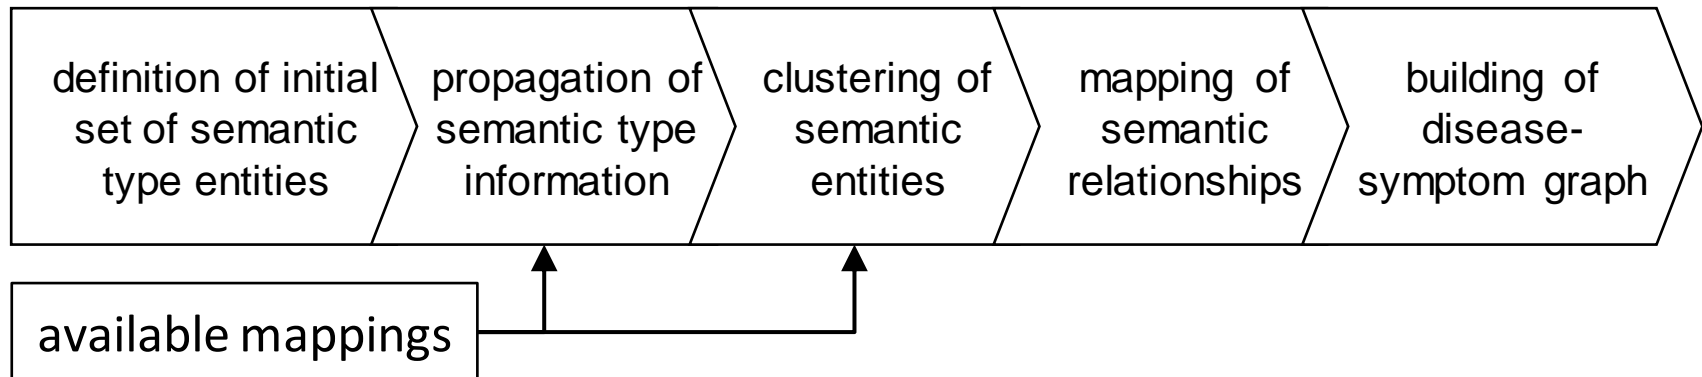 definition of initial
set of semantic
type entities
propagation of
semantic type
information
clustering of
semantic
entities
mapping of
semantic
relationships
building of
disease-
symptom graph
available mappings